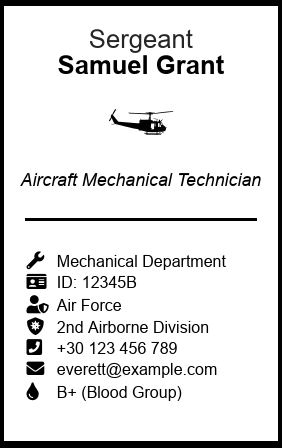 Sergeant
Samuel Grant
Aircraft Mechanical Technician
Mechanical Department
ID: 12345B
Air Force
2nd Airborne Division
+30 123 456 789
everett@example.com
B+ (Blood Group)